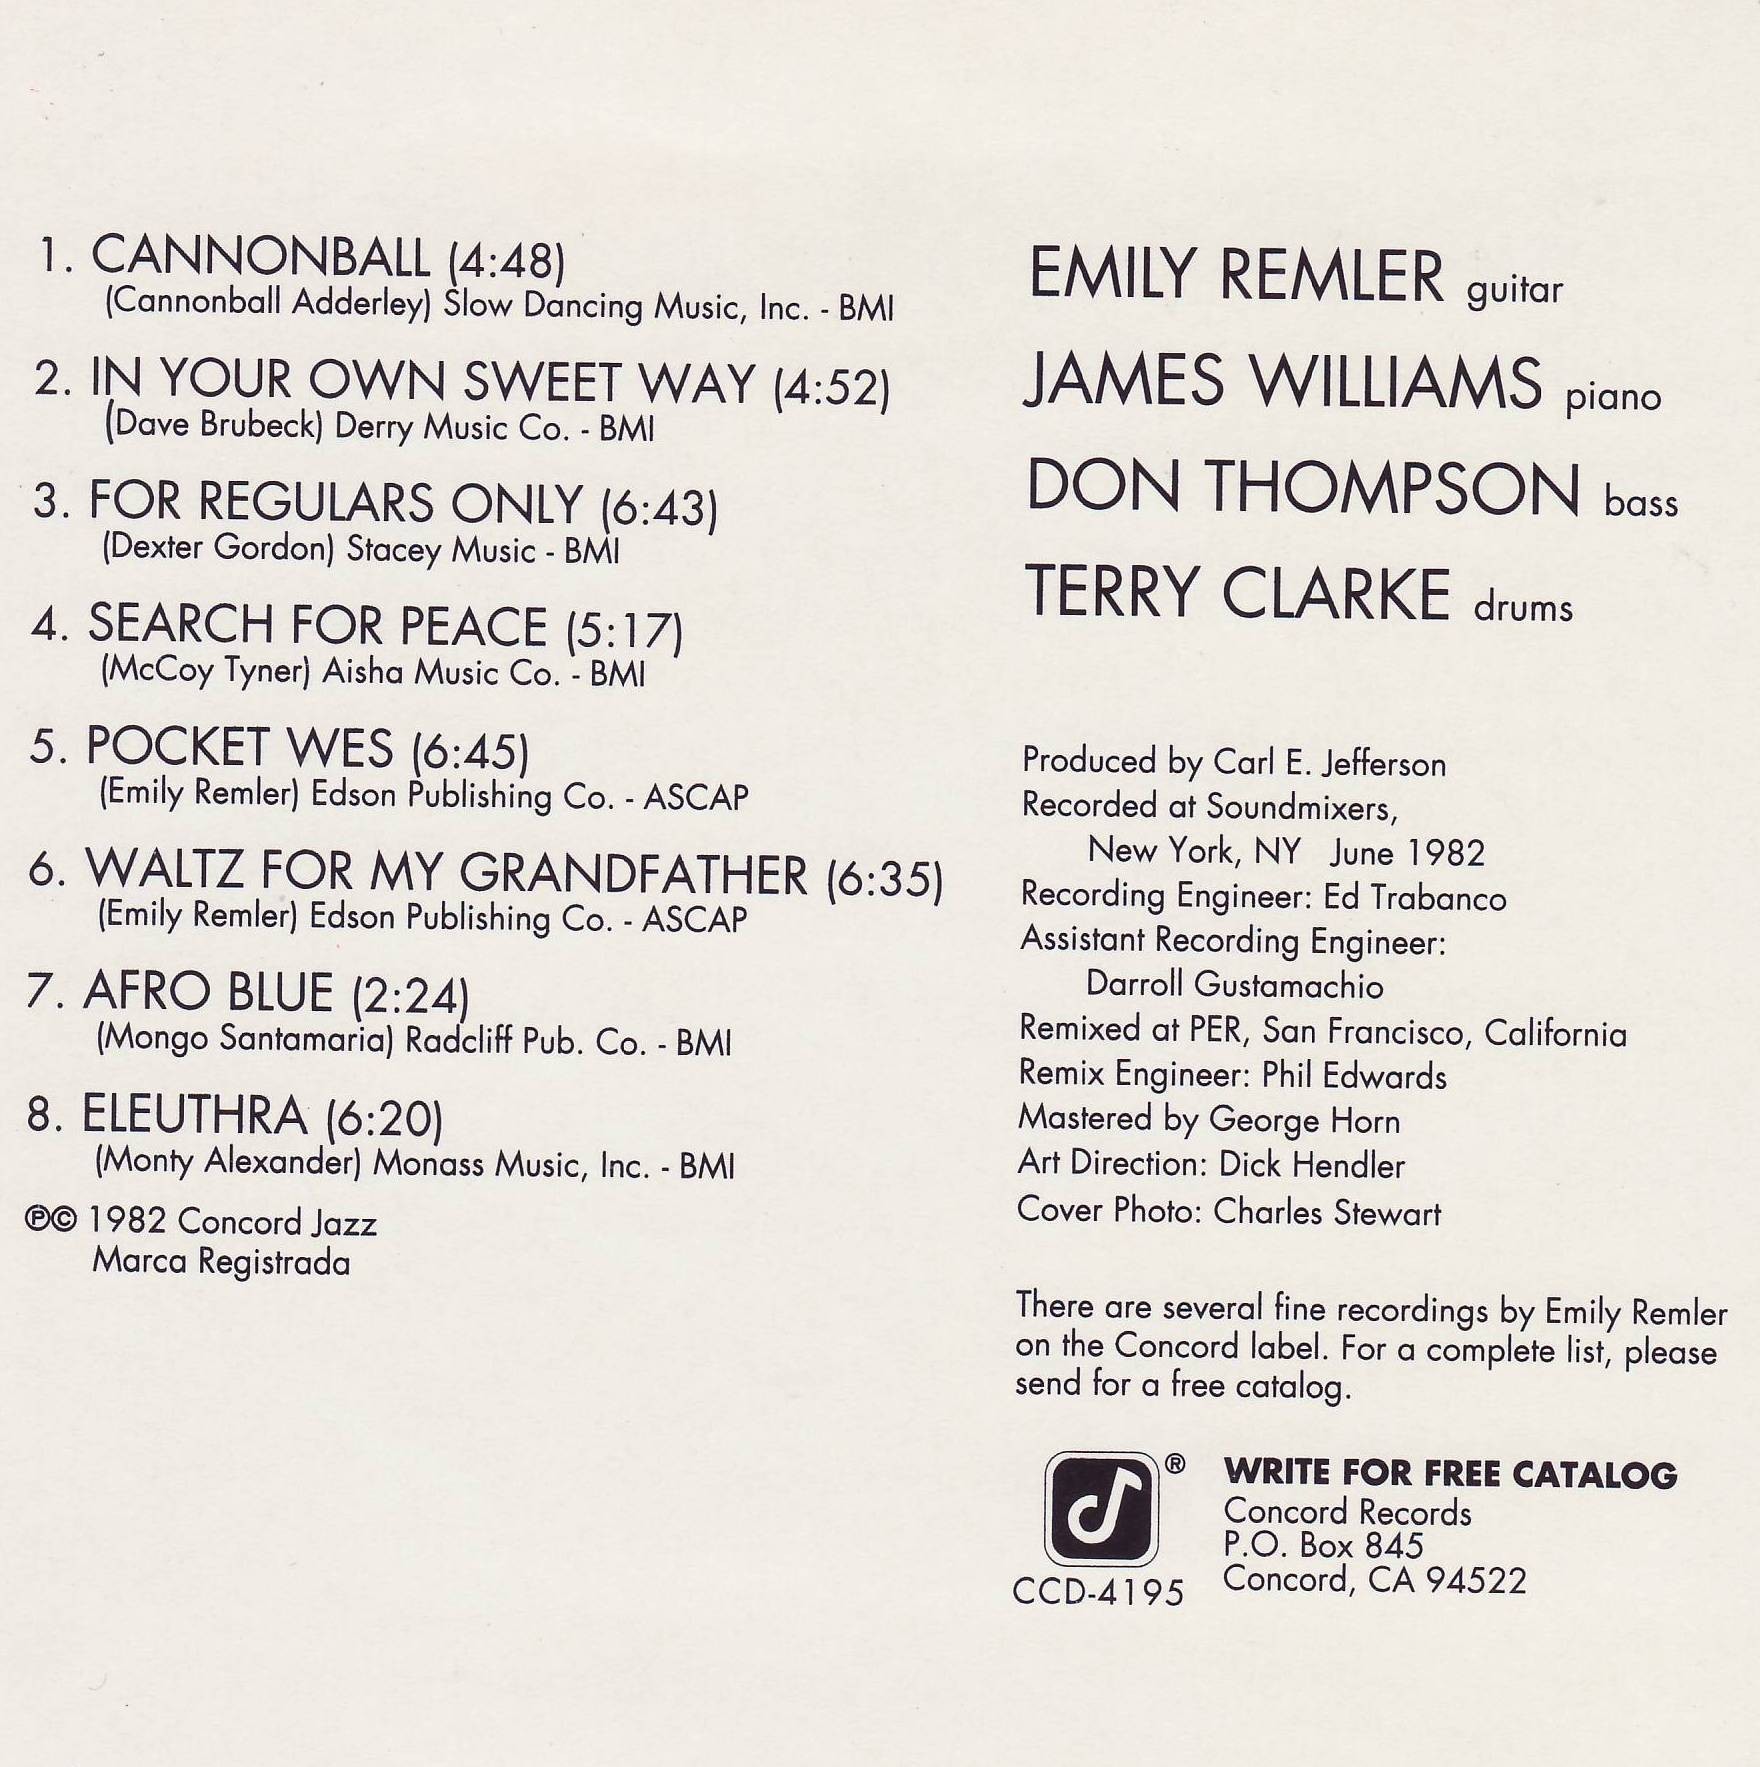 1. CANNONBALL (4:48)
(Cannonball Adderley) Slow Dancing Music, Inc. - BMI
2. IN YOUR OWN SWEET WAY (4:52)
(Dave Brubeck) Derry Music Co. - BMI
3. FOR REGULARS ONLY (6:43)
(Dexter Gordon) Stacey Music - BMI
4. SEARCH FOR PEACE (5:17)
(McCoy Tyner) Aisha Music Co. - BMI
5. POCKET WES (6:45)
(Emily Remler) Edson Publishing Co. - ASCAP
6. WALTZ FOR MY GRANDFATHER (6:35)
(Emily Remler) Edson Publishing Co. - ASCAP
7. AFRO BLUE (2:24)
(Mongo Santamaria) Radcliff Pub. Co. - BMI
8. ELEUTHRA (6:20)
(Monty Alexander) Monass Music, Inc. - BMI
℗© 1982 Concord Jazz
Marca Registrada
EMILY REMLER guitar
JAMES WILLIAMS piano
DON THOMPSON bass
TERRY CLARKE drums
Produced by Carl E. Jefferson
Recorded at Soundmixers,
New York, NY June 1982
Recording Engineer: Ed Trabanco
Assistant Recording Engineer:
Darroll Gustamachio
Remixed at PER, San Francisco, California
Remix Engineer: Phil Edwards
Mastered by George Horn
Art Direction: Dick Hendler
Cover Photo: Charles Stewart
There are several fine recordings by Emily Remler
on the Concord label. For a complete list, please
send for a free catalog.
®
CCD-4195
WRITE FOR FREE CATALOG
Concord Records
P.O. Box 845
Concord, CA 94522